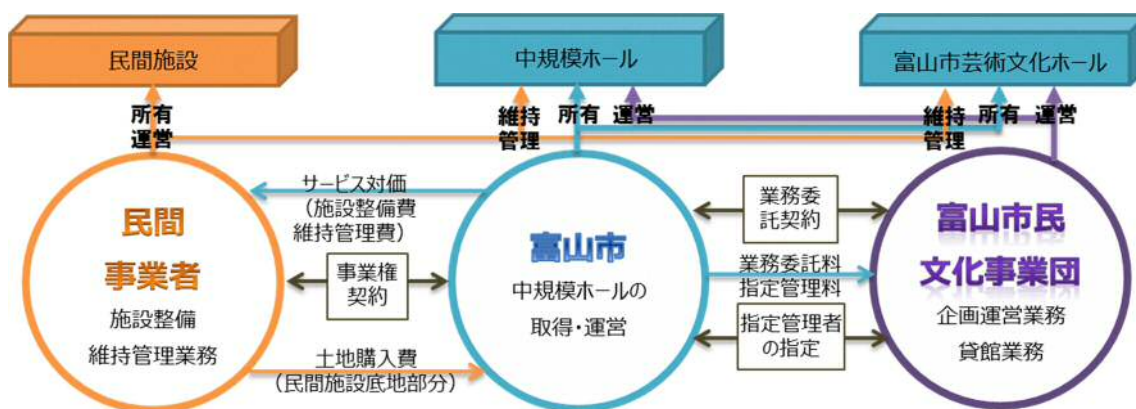 民間施設
中規模ホール
富山市芸術文化ホール
所有
運営
維持
管理
所有
運営
維持
管理
所有
運営
民間
事業者
施設整備
維持管理業務
サービス対価
（施設整備費
維持管理費）
事業権
契約
土地購入費
（民間施設底地部分）
富山市
中規模ホールの
取得・運営
業務委
託契約
業務委託料
指定管理料
指定管理者
の指定
富山市民
文化事業団
企画運営業務
貸館業務